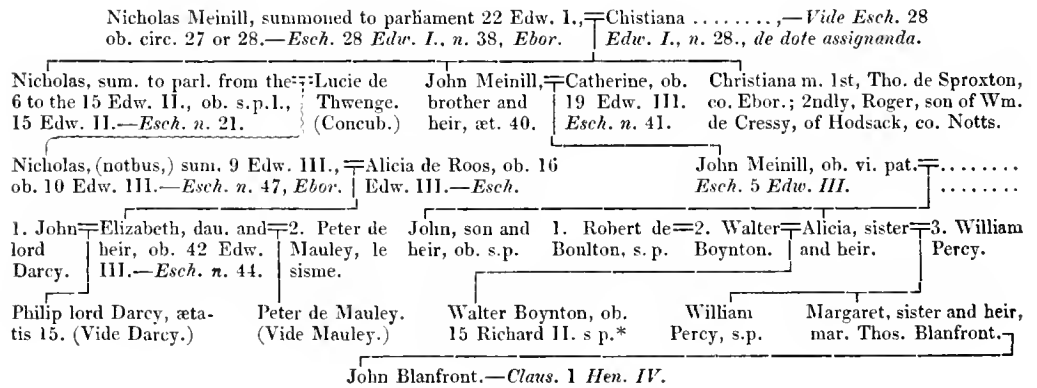 Nicholas Meinill, summoned to parliament 22 Edw. I., Chistiana ........,—Vide Esch. 28
ob. circ. 27 or 28.—Esch. 28 Edw. I., n. 38, Ebor. Edw. I., n. 28., de dote assignanda.
Nicholas, sum. to parl. from the Lucie de John Meinill, Catherine, ob. Christiana m. 1st, Tho. de Sproxton,
6 to the 15 Edw. II., ob. s.p.l., Thwenge. brother and 19 Edw. III. co. Ebor.; 2ndly, Roger, son of Wm.
15 Edw. II.—Esch. n. 21. (Concub.) heir, æt. 40. Esch. n. 41. de Cressy, of Hodsack, co. Notts.
Nicholas, (notbus,) sum. 9 Edw. III., Alicia de Roos, ob. 16 John Meinill, ob. vi. pat. ........
ob. 10 Edw. III.—Esch. n. 47, Ebor. Edw. III.—Esch. Esch. 5 Edw. III. ........
1. John Elizabeth, dau. and 2. Peter de John, son and 1. Robert de 2. Walter Alicia, sister 3. William
lord heir, ob. 42 Edw. Mauley, le heir, ob. s.p. Boulton, s. p. Boynton. and heir. Percy.
Darcy. III.—Esch. n. 44. sisme.
Philip lord Darcy, æta- Peter de Mauley. Walter Boynton, ob. William Margaret, sister and heir,
tis 15. (Vide Darcy.) (Vide Mauley.) 15 Richard II. s p.* Percy, s.p. mar. Thos. Blanfront.
John Blanfront.—Claus. 1 Hen. IV.